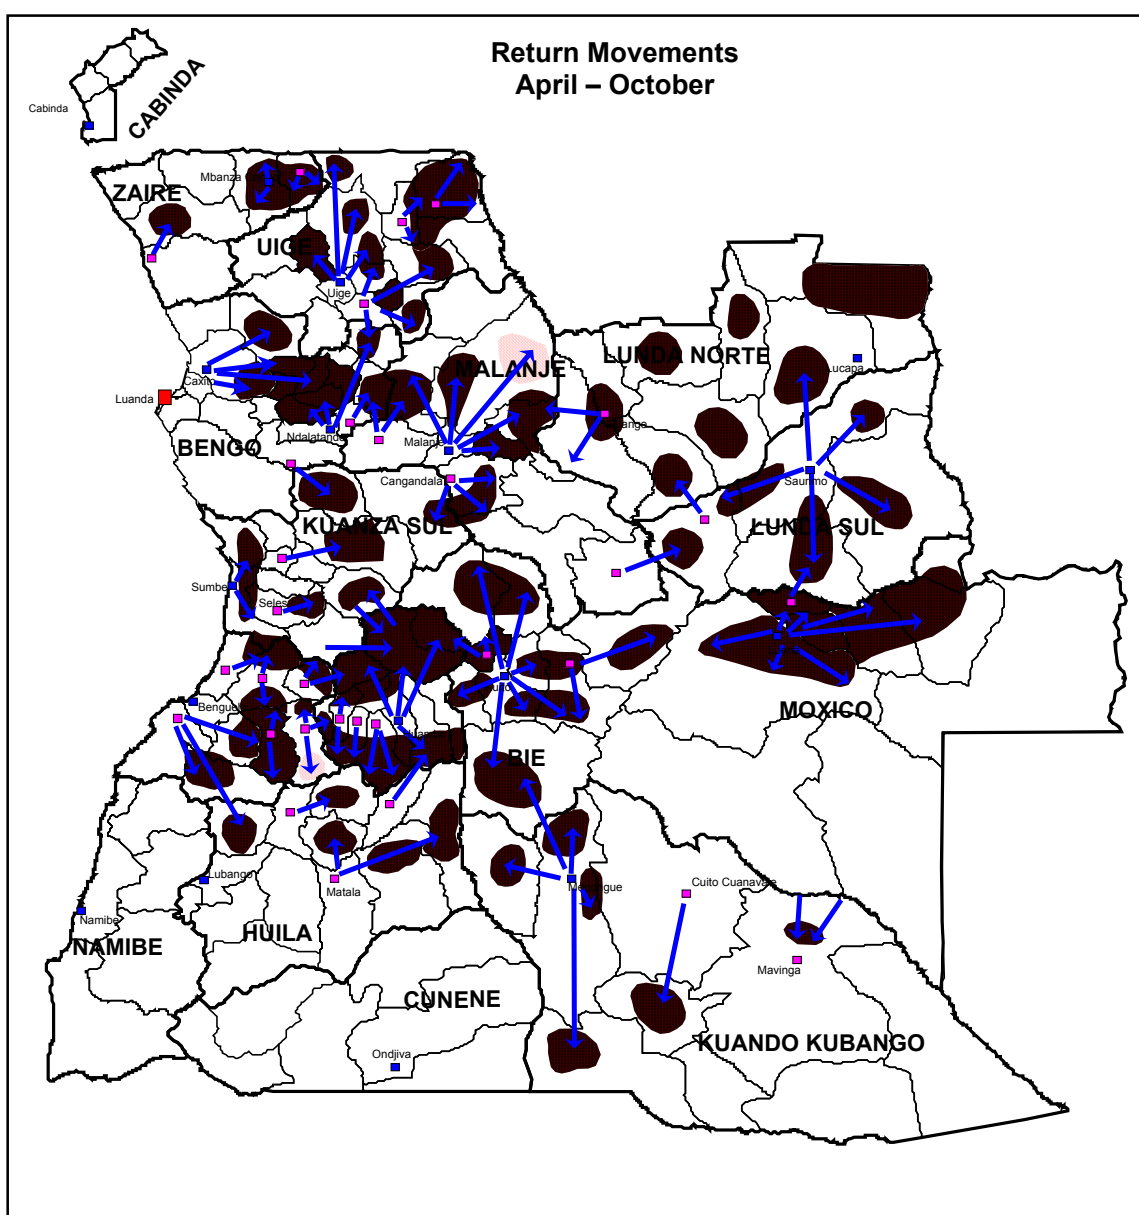 Return Movements
April – October
Cabinda
CABINDA
Mbanza
ZAIRE
UIGE
Uige
MALANJE
LUNDA NORTE
Lucapa
Caxito
Luanda
Ndalatando
Malanje
BENGO
Cangandala
Saurimo
KUANZA SUL
LUNDA SUL
Sumbe
Seles
MOXICO
BIE
Cuito Cuanavale
Lubango
Matala
Namibe
NAMIBE
HUILA
Mavinga
CUNENE
KUANDO KUBANGO
Ondjiva